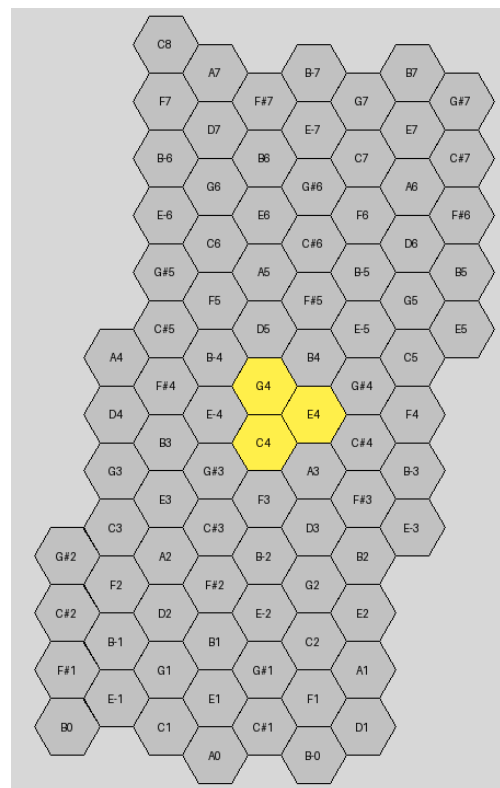 C8
A7 B-7 B7
F7 F#7 G7 G#7
D7 E-7 E7
B-6 B6 C7 C#7
G6 G#6 A6
E-6 E6 F6 F#6
C6 C#6 D6
G#5 A5 B-5 B5
F5 F#5 G5
C#5 D5 E-5 E5
A4 B-4 B4 C5
F#4 G4 G#4
D4 E-4 E4 F4
B3 C4 C#4
G3 G#3 A3 B-3
E3 F3 F#3
C3 C#3 D3 E-3
G#2 A2 B-2 B2
F2 F#2 G2
C#2 D2 E-2 E2
B-1 B1 C2
F#1 G1 G#1 A1
E-1 E1 F1
B0 C1 C#1 D1
A0 B-0